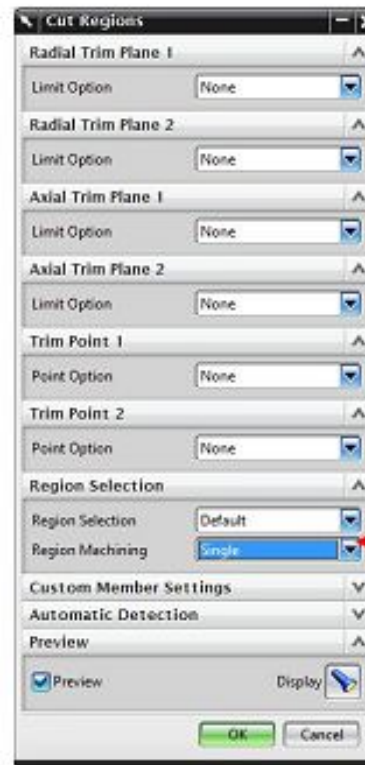 Cut Regions
Radial Trim Plane 1
Limit Option None
Radial Trim Plane 2
Limit Option None
Axial Trim Plane 1
Limit Option None
Axial Trim Plane 2
Limit Option None
Trim Point 1
Point Option None
Trim Point 2
Point Option None
Region Selection
Region Selection Default
Region Machining Single
Custom Member Settings
Automatic Detection
Preview
Preview Display
OK Cancel